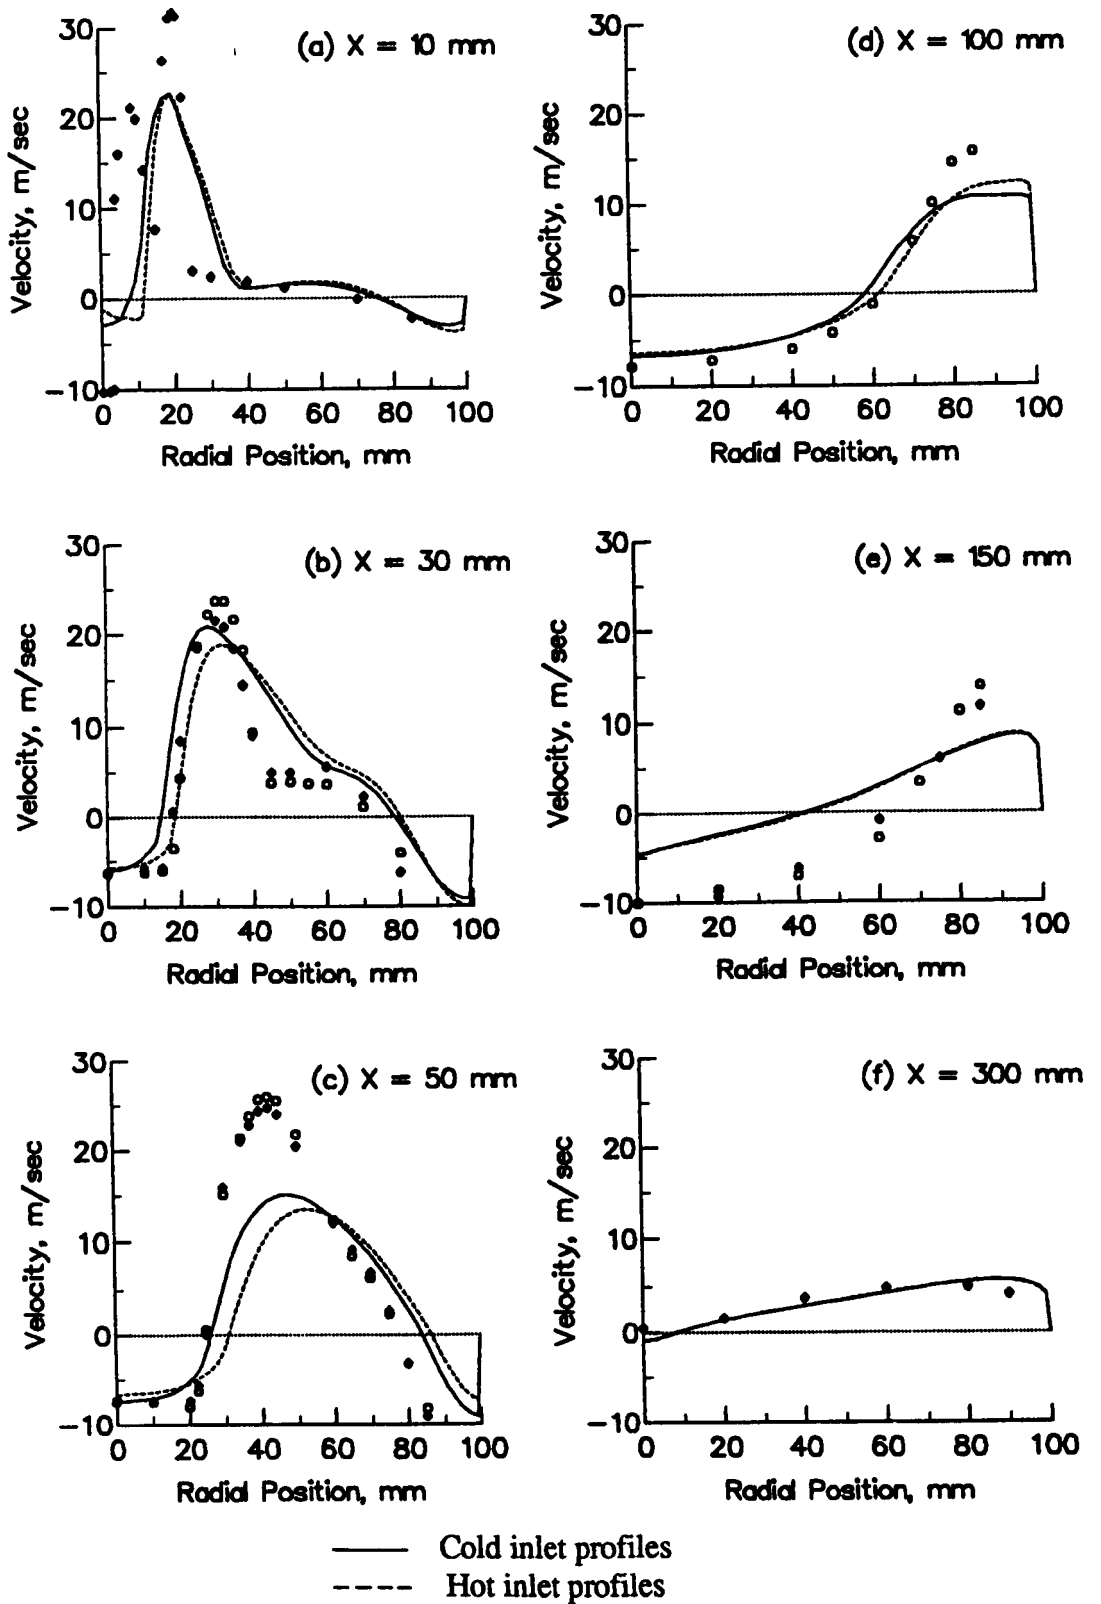 (a) X = 10 mm
30
20
10
0
−10
Velocity, m/sec
0 20 40 60 80 100
Radial Position, mm
(b) X = 30 mm
30
20
10
0
−10
Velocity, m/sec
0 20 40 60 80 100
Radial Position, mm
(c) X = 50 mm
30
20
10
0
−10
Velocity, m/sec
0 20 40 60 80 100
Radial Position, mm
(d) X = 100 mm
30
20
10
0
−10
Velocity, m/sec
0 20 40 60 80 100
Radial Position, mm
(e) X = 150 mm
30
20
10
0
−10
Velocity, m/sec
0 20 40 60 80 100
Radial Position, mm
(f) X = 300 mm
30
20
10
0
−10
Velocity, m/sec
0 20 40 60 80 100
Radial Position, mm
Cold inlet profiles
Hot inlet profiles